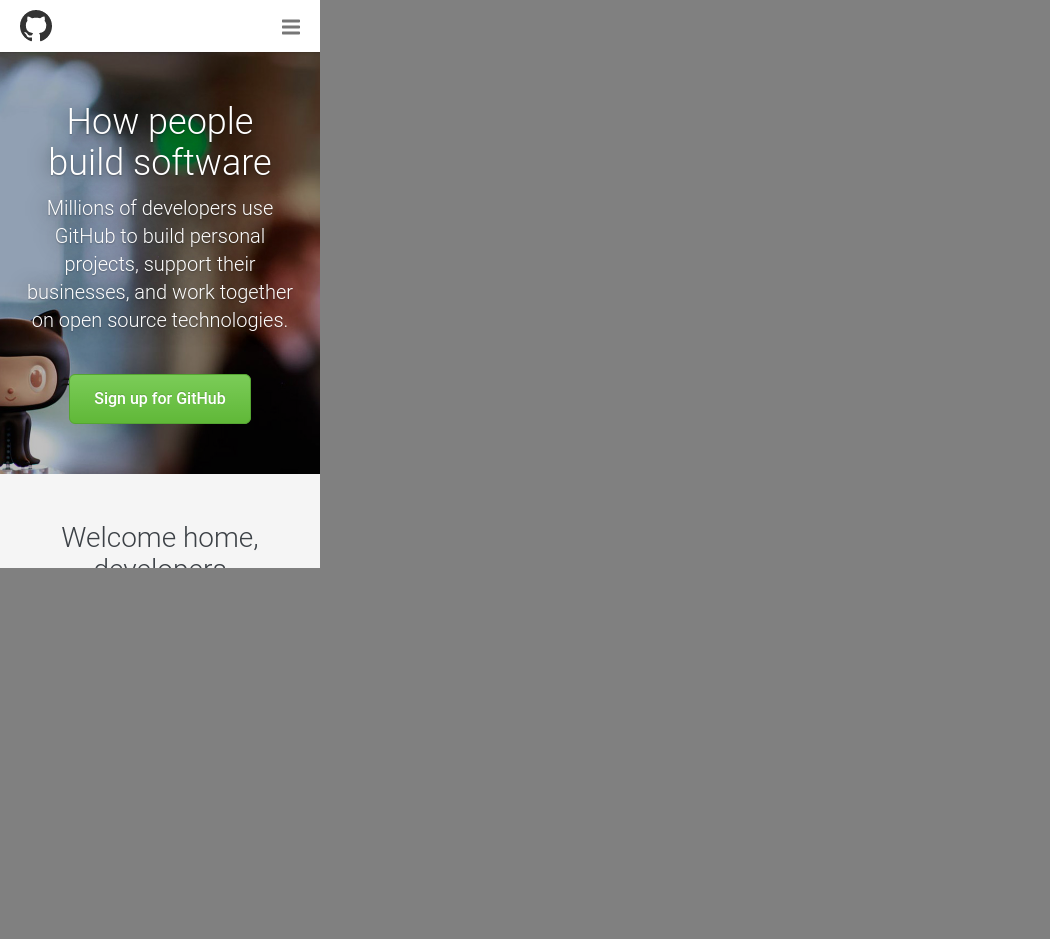 How people
build software
Millions of developers use
GitHub to build personal
projects, support their
businesses, and work together
on open source technologies.
Sign up for GitHub
Welcome home,
developers